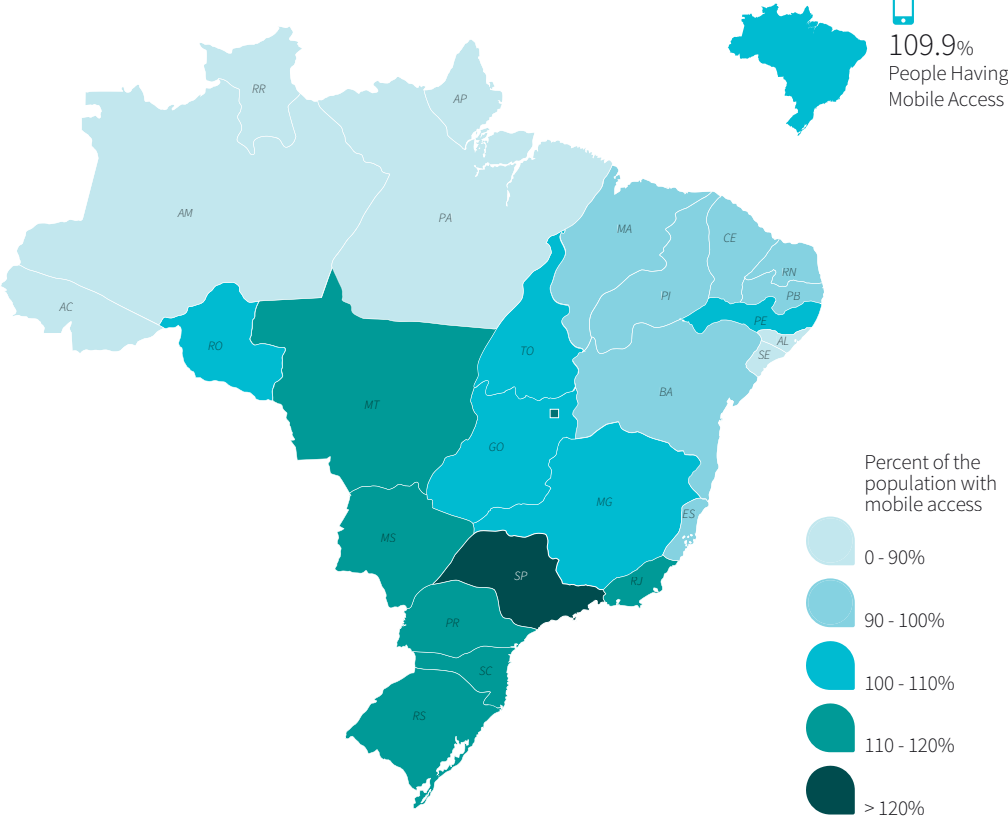 109.9%
People Having
Mobile Access
RR
AP
AM
PA
MA
CE
RN
PI
PB
AC
PE
AL
RO
TO
SE
BA
MT
GO
MG
ES
MS
SP
RJ
PR
SC
RS
Percent of the
population with
mobile access
0 - 90%
90 - 100%
100 - 110%
110 - 120%
> 120%